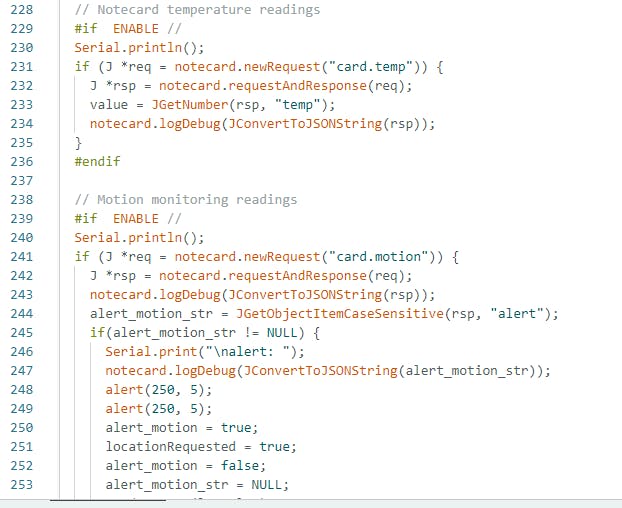 228 // Notecard temperature readings
229 #if  ENABLE //
230 Serial.println();
231 if (J *req = notecard.newRequest("card.temp")) {
232   J *rsp = notecard.requestAndResponse(req);
233   value = JGetNumber(rsp, "temp");
234   notecard.logDebug(JConvertToJSONString(rsp));
235 }
236 #endif
237
238 // Motion monitoring readings
239 #if  ENABLE //
240 Serial.println();
241 if (J *req = notecard.newRequest("card.motion")) {
242   J *rsp = notecard.requestAndResponse(req);
243   notecard.logDebug(JConvertToJSONString(rsp));
244   alert_motion_str = JGetObjectItemCaseSensitive(rsp, "alert");
245   if(alert_motion_str != NULL) {
246     Serial.print("\nalert: ");
247     notecard.logDebug(JConvertToJSONString(alert_motion_str));
248     alert(250, 5);
249     alert(250, 5);
250     alert_motion = true;
251     locationRequested = true;
252     alert_motion = false;
253     alert_motion_str = NULL;